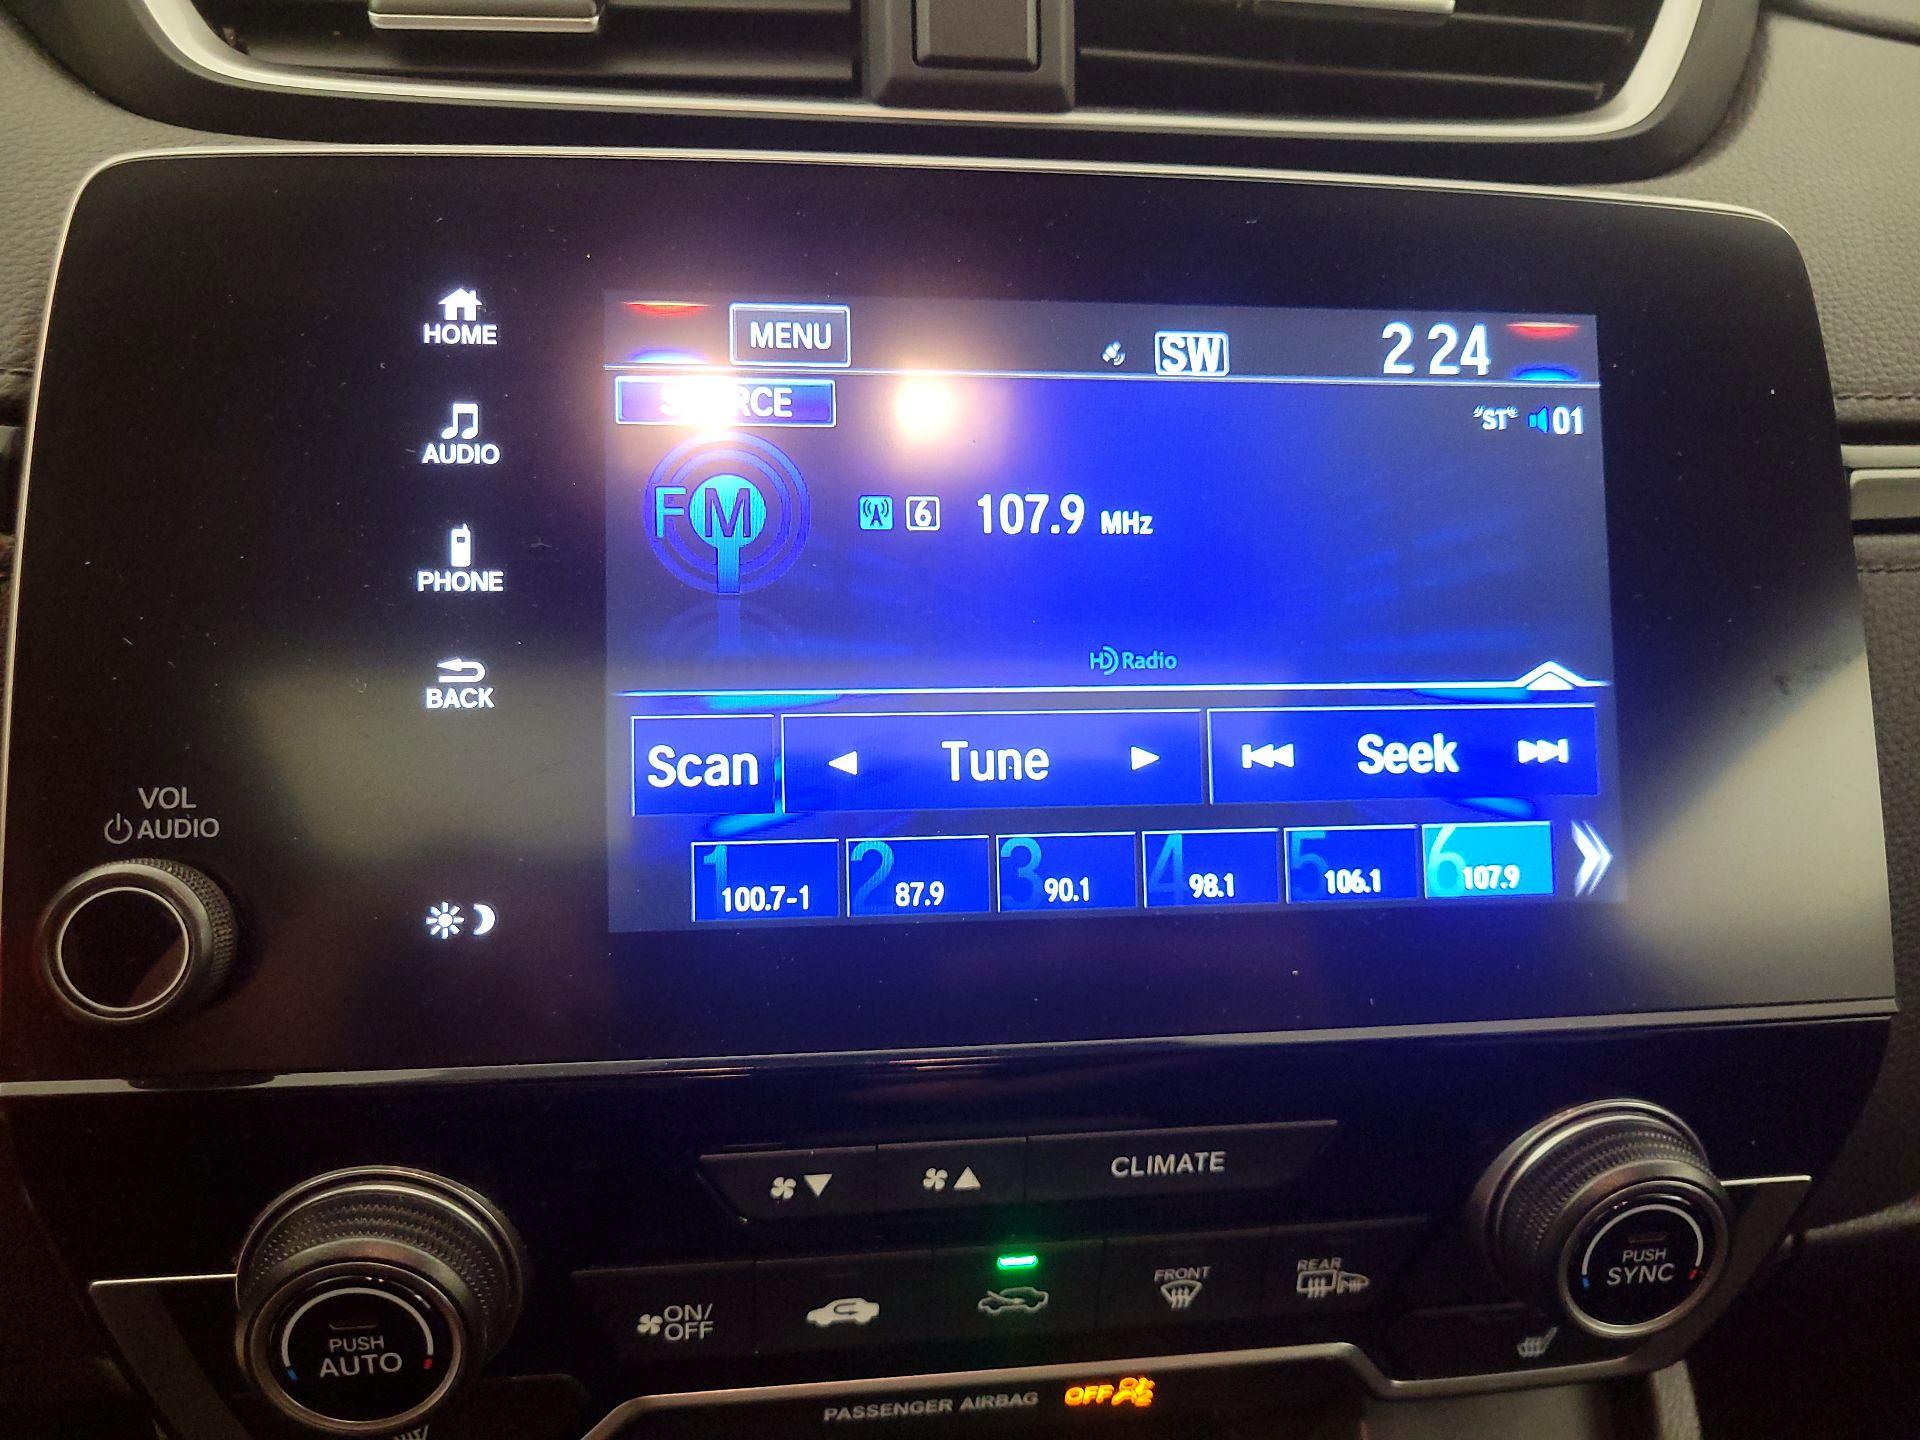 HOME
AUDIO
PHONE
BACK
VOL
AUDIO
MENU
SW
2 24
"ST" 01
FM
6 107.9 MHz
HD Radio
Scan
Tune
Seek
1 100.7-1
2 87.9
3 90.1
4 98.1
5 106.1
6 107.9
CLIMATE
ON/
OFF
FRONT
REAR
PUSH
AUTO
PUSH
SYNC
PASSENGER AIRBAG OFF